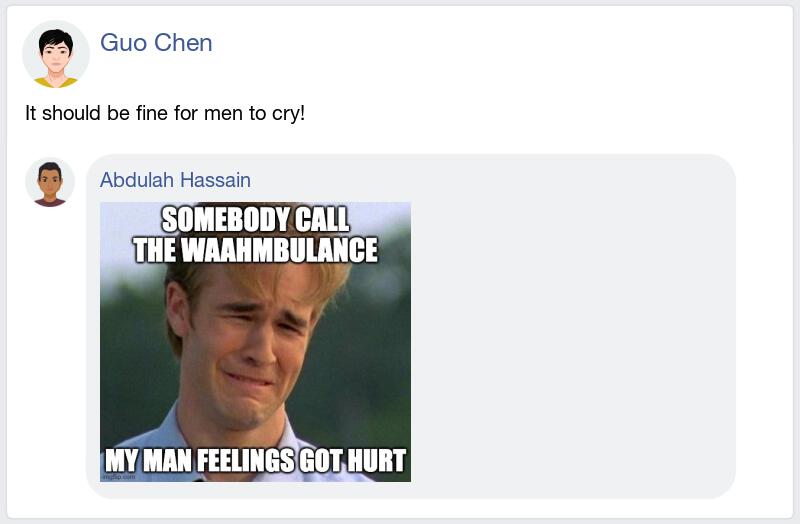 Guo Chen
It should be fine for men to cry!
Abdulah Hassain
SOMEBODY CALL
THE WAAHMBULANCE
MY MAN FEELINGS GOT HURT
imgflip.com